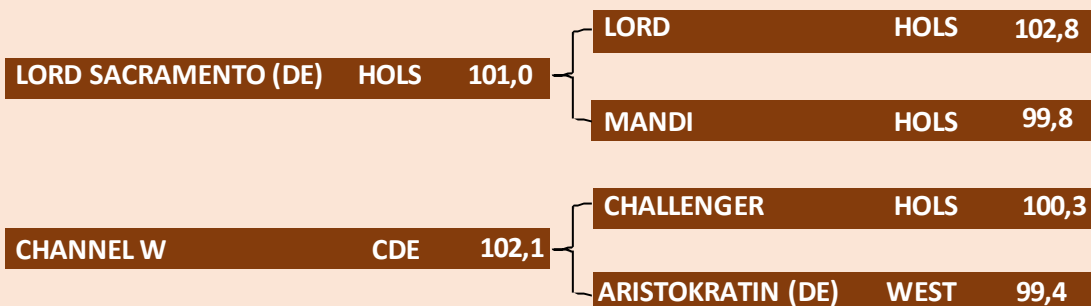 LORD HOLS 102,8
LORD SACRAMENTO (DE) HOLS 101,0
MANDI HOLS 99,8
CHALLENGER HOLS 100,3
CHANNEL W CDE 102,1
ARISTOKRATIN (DE) WEST 99,4